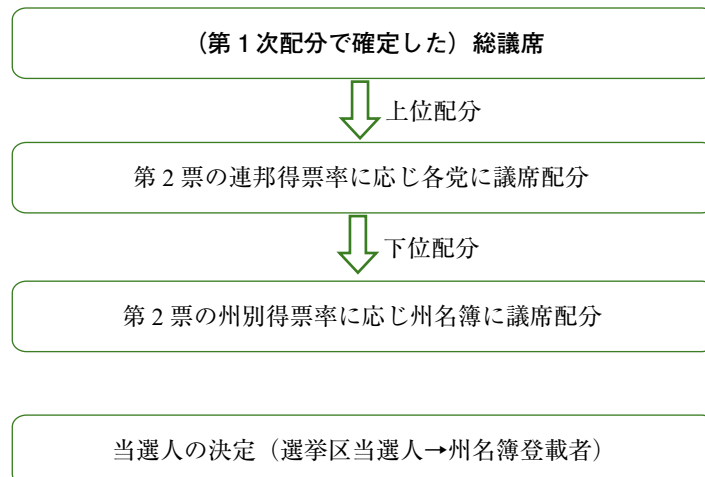 （第１次配分で確定した）総議席
上位配分
第２票の連邦得票率に応じ各党に議席配分
下位配分
第２票の州別得票率に応じ州名簿に議席配分
当選人の決定（選挙区当選人→州名簿登載者）